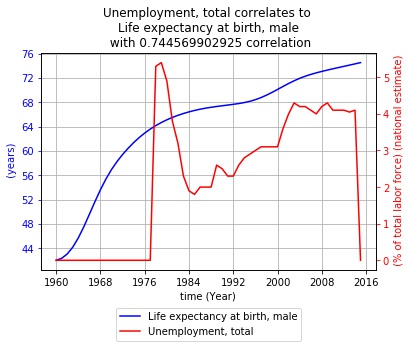 Unemployment, total correlates to
Life expectancy at birth, male
with 0.744569902925 correlation
76
72
68
64
60
56
52
48
44
(years)
5
4
3
2
1
0
(% of total labor force) (national estimate)
1960 1968 1976 1984 1992 2000 2008 2016
time (Year)
Life expectancy at birth, male
Unemployment, total